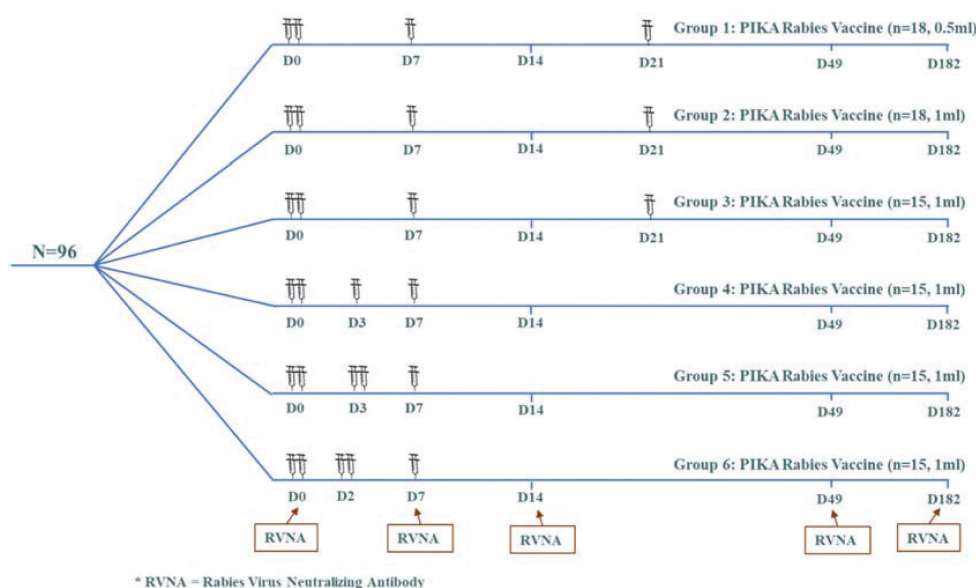 Group 1: PIKA Rabies Vaccine (n=18, 0.5ml)
D0 D7 D14 D21 D49 D182
Group 2: PIKA Rabies Vaccine (n=18, 1ml)
D0 D7 D14 D21 D49 D182
Group 3: PIKA Rabies Vaccine (n=15, 1ml)
D0 D7 D14 D21 D49 D182
N=96
Group 4: PIKA Rabies Vaccine (n=15, 1ml)
D0 D3 D7 D14 D49 D182
Group 5: PIKA Rabies Vaccine (n=15, 1ml)
D0 D3 D7 D14 D49 D182
Group 6: PIKA Rabies Vaccine (n=15, 1ml)
D0 D2 D7 D14 D49 D182
RVNA RVNA RVNA RVNA RVNA
* RVNA = Rabies Virus Neutralizing Antibody